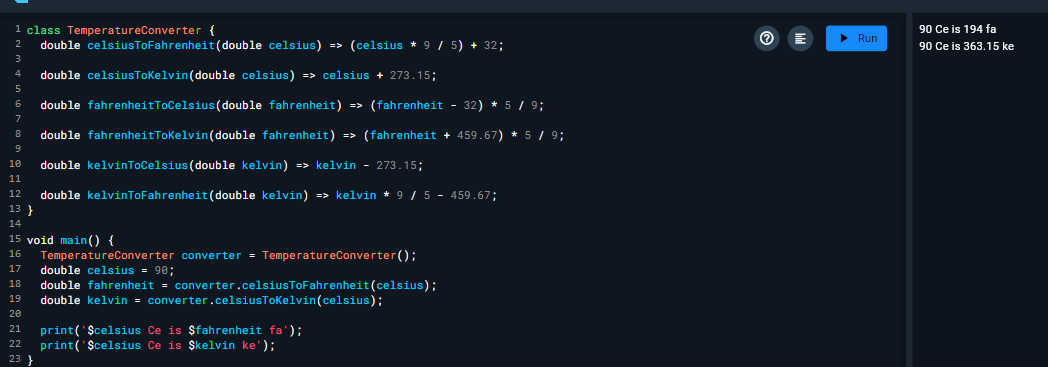 1 class TemperatureConverter {
2 double celsiusToFahrenheit(double celsius) => (celsius * 9 / 5) + 32;
3
4 double celsiusToKelvin(double celsius) => celsius + 273.15;
5
6 double fahrenheitToCelsius(double fahrenheit) => (fahrenheit - 32) * 5 / 9;
7
8 double fahrenheitToKelvin(double fahrenheit) => (fahrenheit + 459.67) * 5 / 9;
9
10 double kelvinToCelsius(double kelvin) => kelvin - 273.15;
11
12 double kelvinToFahrenheit(double kelvin) => kelvin * 9 / 5 - 459.67;
13 }
14
15 void main() {
16 TemperatureConverter converter = TemperatureConverter();
17 double celsius = 90;
18 double fahrenheit = converter.celsiusToFahrenheit(celsius);
19 double kelvin = converter.celsiusToKelvin(celsius);
20
21 print('$celsius Ce is $fahrenheit fa');
22 print('$celsius Ce is $kelvin ke');
23 }
Run
90 Ce is 194 fa
90 Ce is 363.15 ke